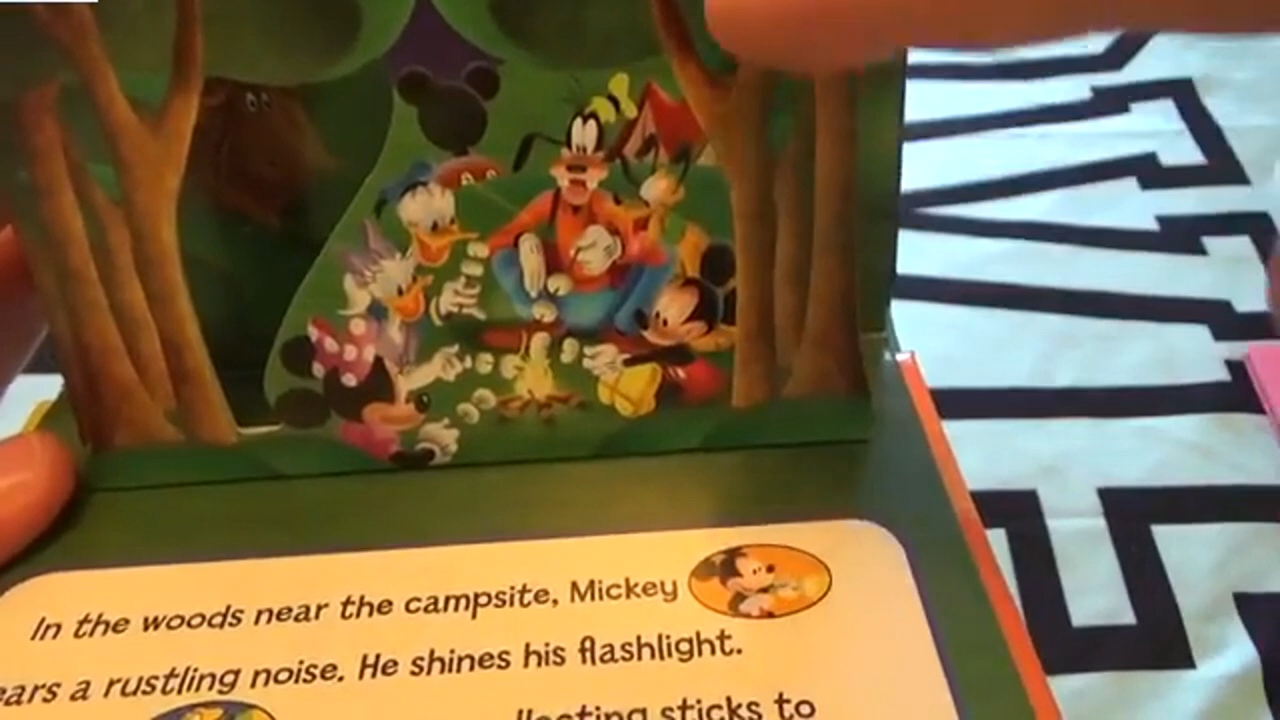 In the woods near the campsite, Mickey
ears a rustling noise. He shines his flashlight.
llecting sticks to